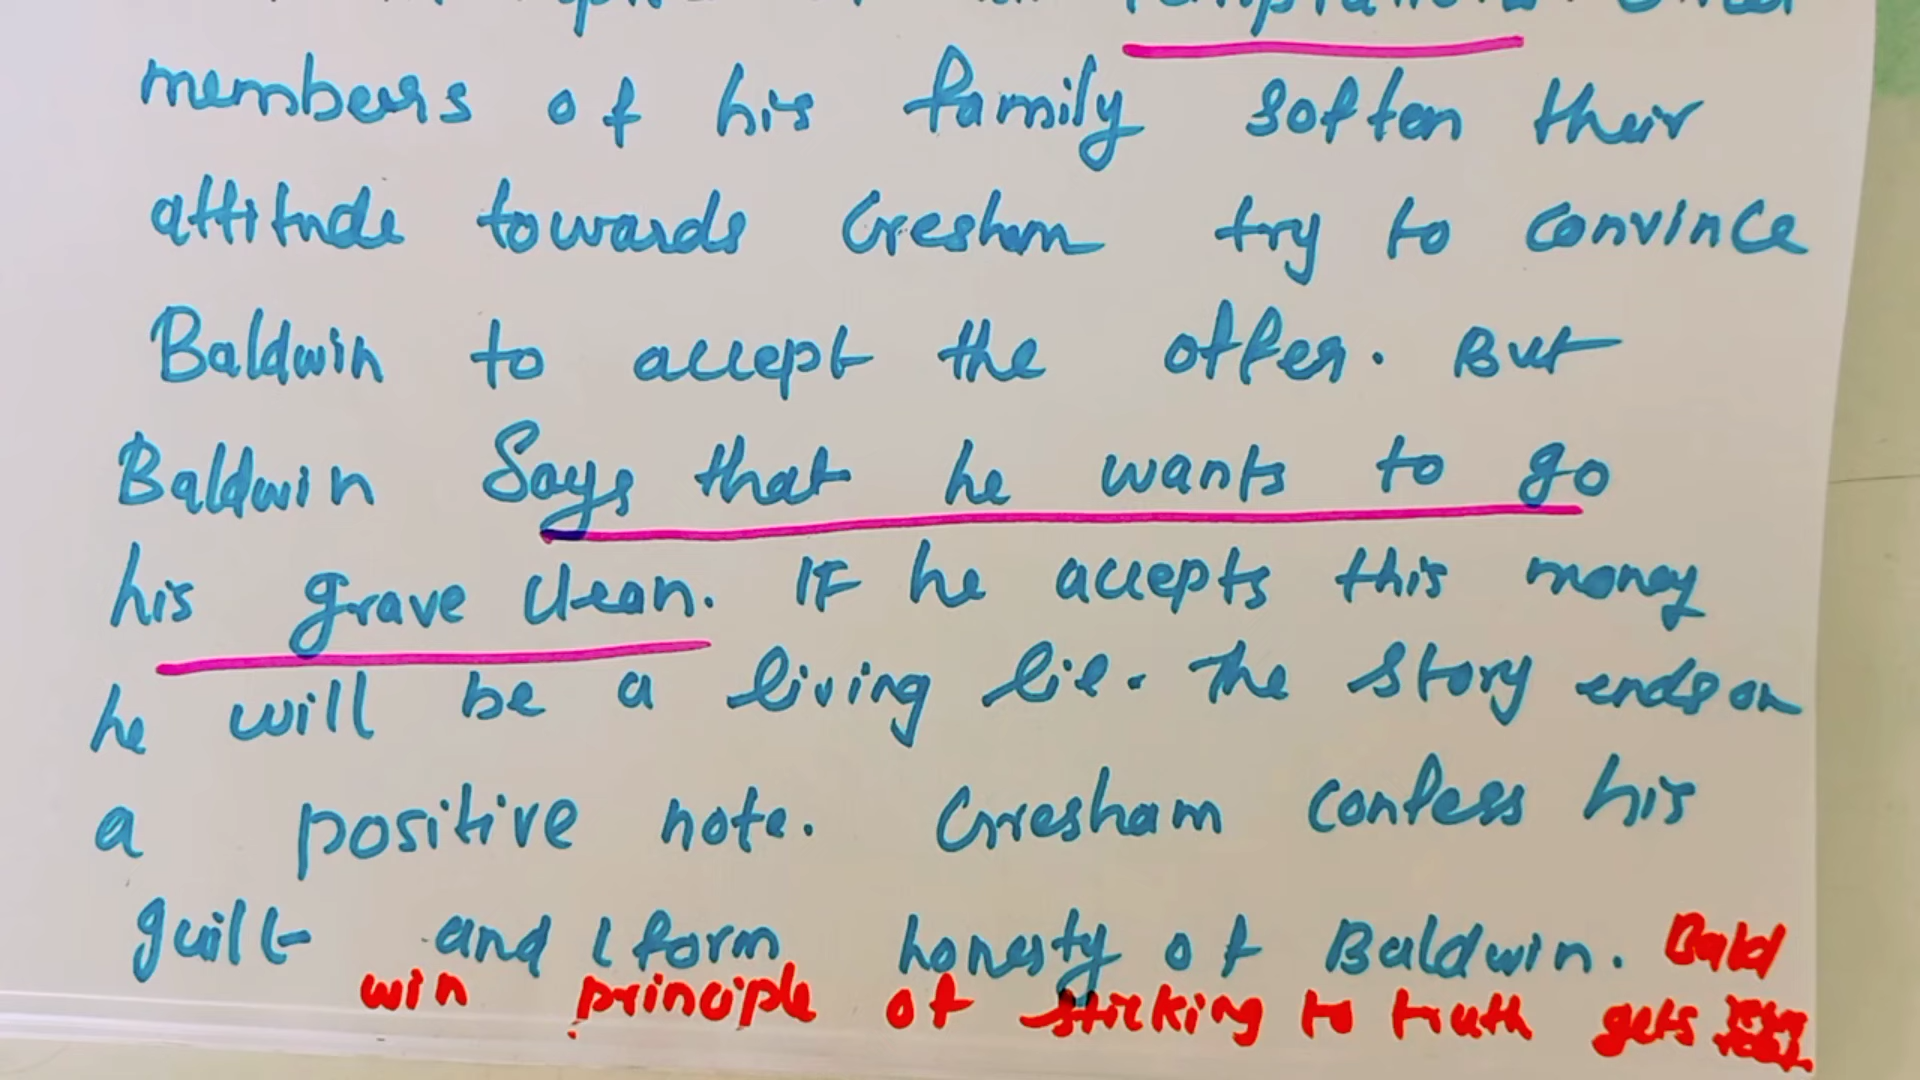 members of his family soften their
attitude towards Gresham try to convince
Baldwin to accept the offer. But
Baldwin Says that he wants to go
his grave clean. IF he accepts this money
he will be a living lie. The story ends on
a positive note. Gresham confess his
guilt and form honesty of Baldwin. Bald
win principle of sticking to truth gets